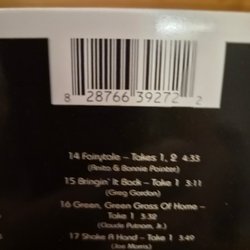 8 28766 39272 2
14 Fairytale – Takes 1, 2 4:33
(Anita & Bonnie Pointer)
15 Bringin' It Back – Take 1 3:11
(Greg Gordon)
16 Green, Green Grass Of Home –
Take 1 3:32
(Claude Putnam, Jr.)
17 Shake A Hand – Take 1
(Joe Morris)